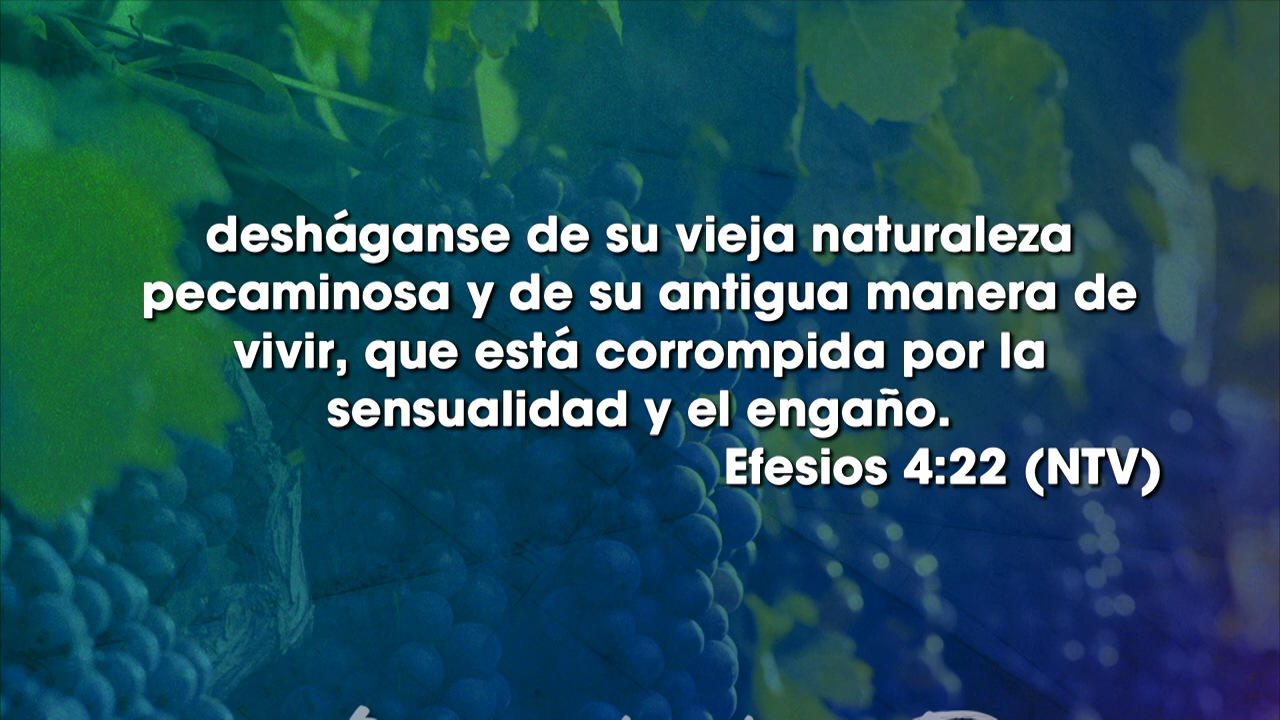 desháganse de su vieja naturaleza
pecaminosa y de su antigua manera de
vivir, que está corrompida por la
sensualidad y el engaño.
Efesios 4:22 (NTV)